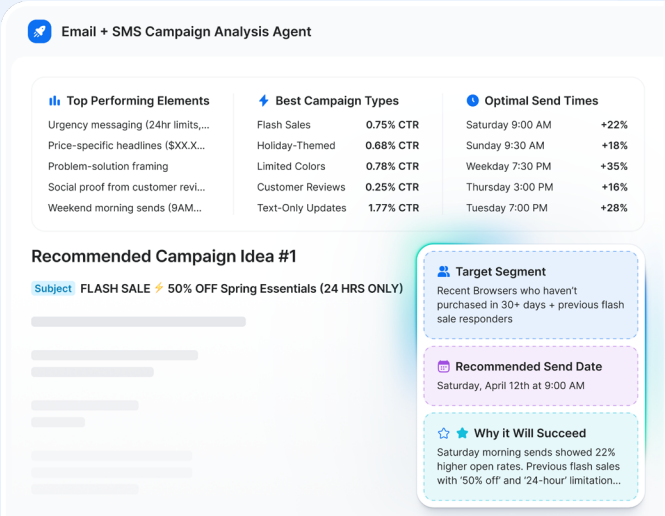 Email + SMS Campaign Analysis Agent
Top Performing Elements
Urgency messaging (24hr limits,...
Price-specific headlines ($XX.X...
Problem-solution framing
Social proof from customer revi...
Weekend morning sends (9AM...
Best Campaign Types
Flash Sales 0.75% CTR
Holiday-Themed 0.68% CTR
Limited Colors 0.78% CTR
Customer Reviews 0.25% CTR
Text-Only Updates 1.77% CTR
Optimal Send Times
Saturday 9:00 AM +22%
Sunday 9:30 AM +18%
Weekday 7:30 PM +35%
Thursday 3:00 PM +16%
Tuesday 7:00 PM +28%
Recommended Campaign Idea #1
Subject FLASH SALE ⚡ 50% OFF Spring Essentials (24 HRS ONLY)
Target Segment
Recent Browsers who haven't
purchased in 30+ days + previous flash
sale responders
Recommended Send Date
Saturday, April 12th at 9:00 AM
Why it Will Succeed
Saturday morning sends showed 22%
higher open rates. Previous flash sales
with '50% off' and '24-hour' limitation...